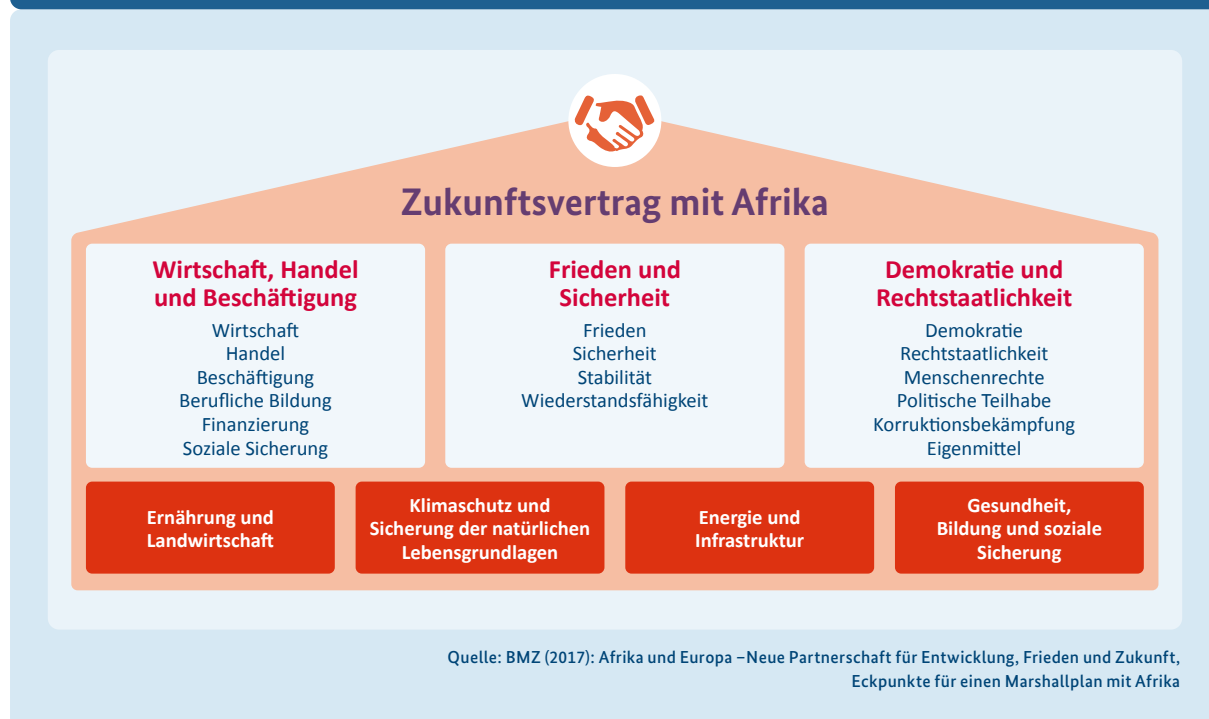 Zukunftsvertrag mit Afrika
Wirtschaft, Handel
und Beschäftigung
Wirtschaft
Handel
Beschäftigung
Berufliche Bildung
Finanzierung
Soziale Sicherung
Frieden und
Sicherheit
Frieden
Sicherheit
Stabilität
Wiederstandsfähigkeit
Demokratie und
Rechtstaatlichkeit
Demokratie
Rechtstaatlichkeit
Menschenrechte
Politische Teilhabe
Korruktionsbekämpfung
Eigenmittel
Ernährung und
Landwirtschaft
Klimaschutz und
Sicherung der natürlichen
Lebensgrundlagen
Energie und
Infrastruktur
Gesundheit,
Bildung und soziale
Sicherung
Quelle: BMZ (2017): Afrika und Europa –Neue Partnerschaft für Entwicklung, Frieden und Zukunft,
Eckpunkte für einen Marshallplan mit Afrika